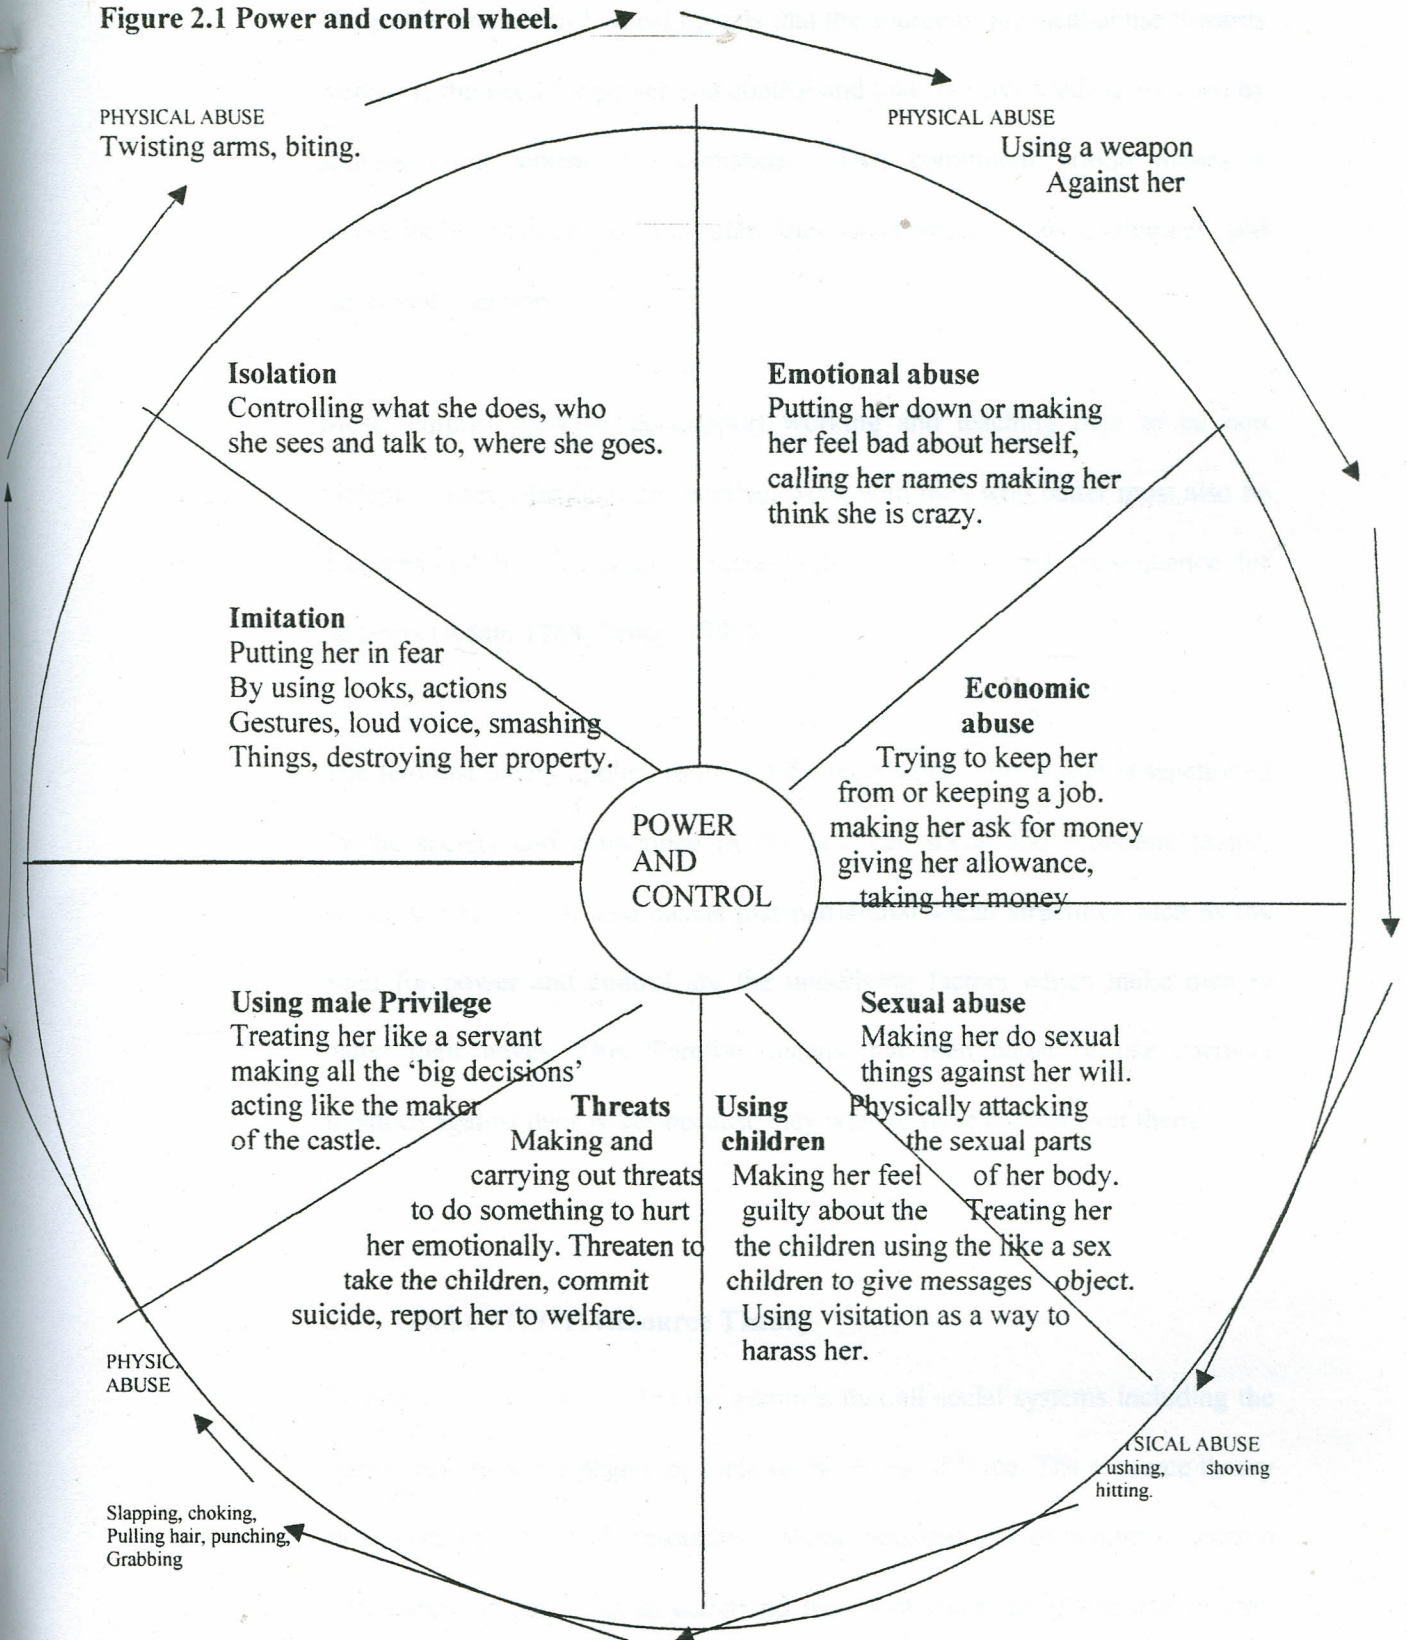 Figure 2.1 Power and control wheel.
PHYSICAL ABUSE
Twisting arms, biting.
PHYSICAL ABUSE
Using a weapon
Against her
Isolation
Controlling what she does, who
she sees and talk to, where she goes.
Emotional abuse
Putting her down or making
her feel bad about herself,
calling her names making her
think she is crazy.
Imitation
Putting her in fear
By using looks, actions
Gestures, loud voice, smashing
Things, destroying her property.
Economic
abuse
Trying to keep her
from or keeping a job.
making her ask for money
giving her allowance,
taking her money
POWER
AND
CONTROL
Using male Privilege
Treating her like a servant
making all the ‘big decisions’
acting like the maker
of the castle.
Threats
Making and
carrying out threats
to do something to hurt
her emotionally. Threaten to
take the children, commit
suicide, report her to welfare.
Using
children
Making her feel
guilty about the
the children using the
children to give messages
Using visitation as a way to
harass her.
Sexual abuse
Making her do sexual
things against her will.
Physically attacking
the sexual parts
of her body.
Treating her
like a sex
object.
PHYSIC
ABUSE
Slapping, choking,
Pulling hair, punching,
Grabbing
YSICAL ABUSE
ushing, shoving
hitting.